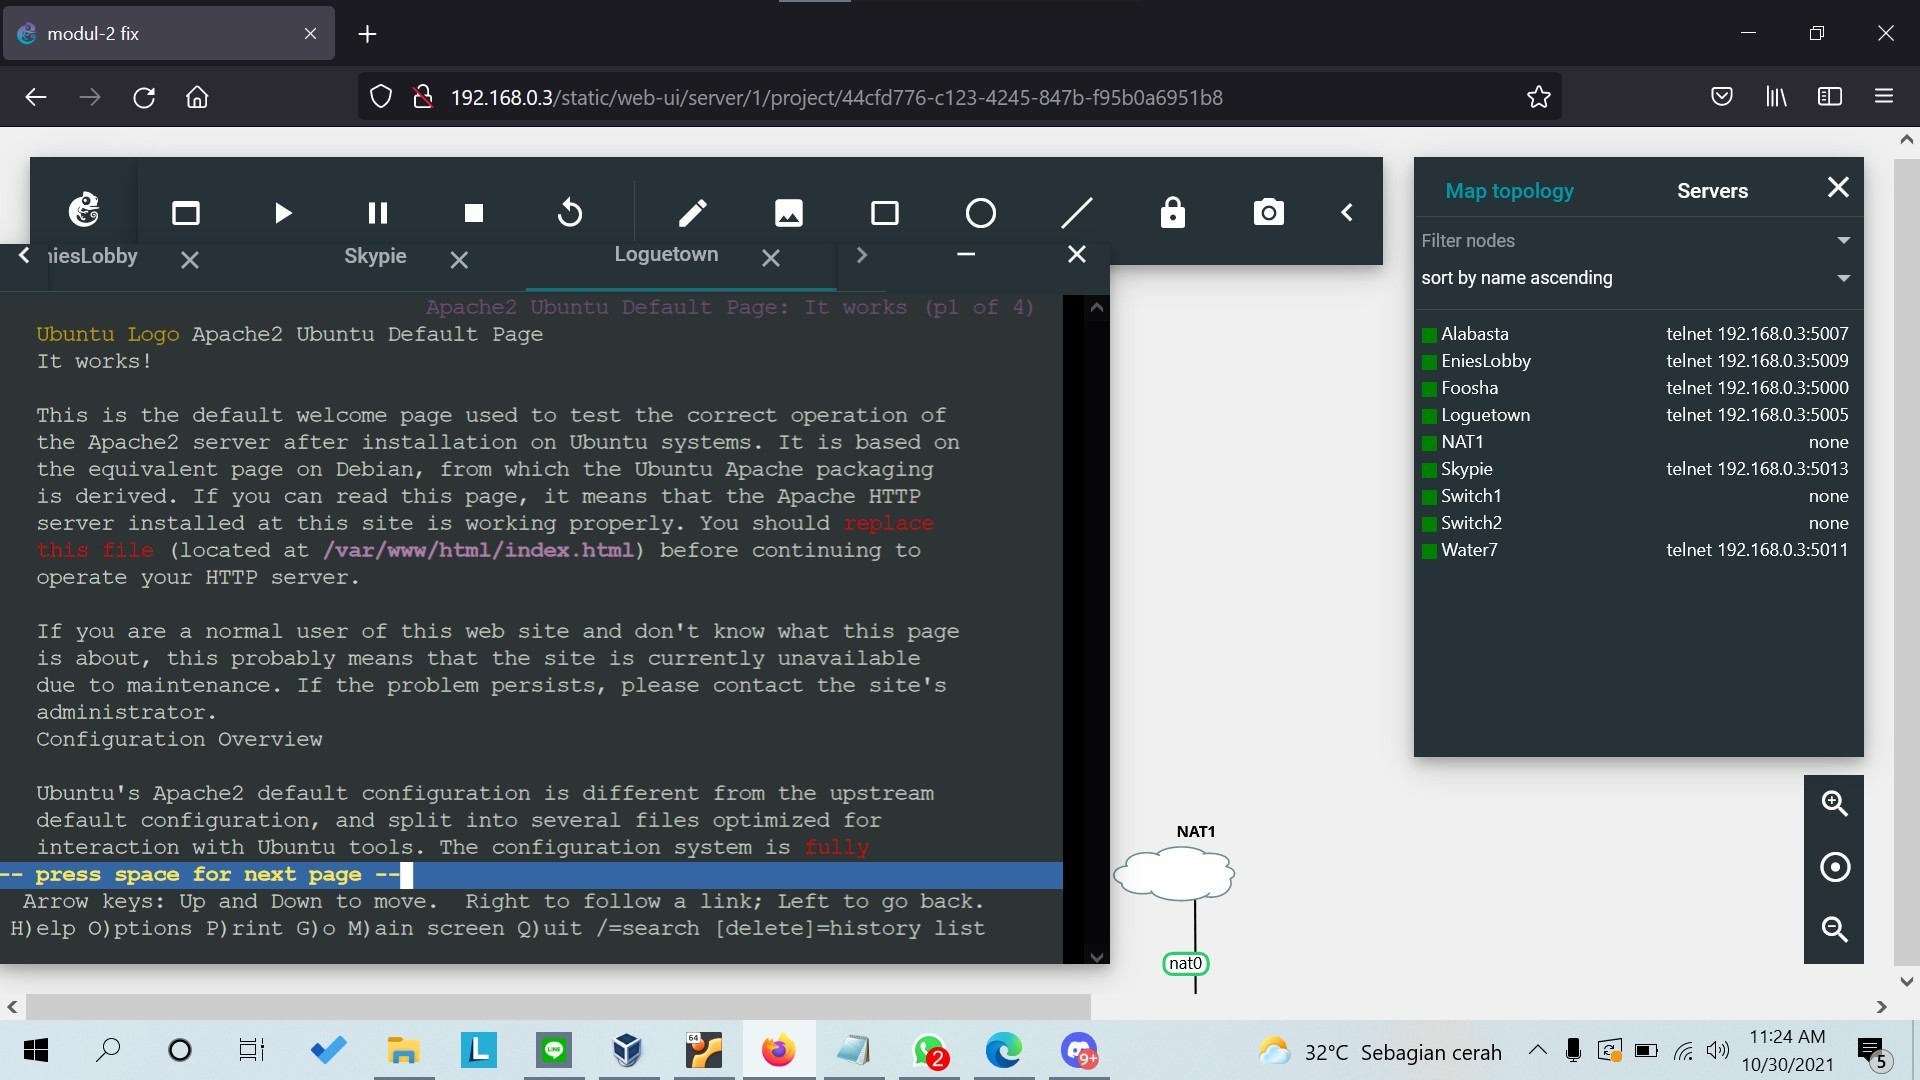 modul-2 fix
192.168.0.3/static/web-ui/server/1/project/44cfd776-c123-4245-847b-f95b0a6951b8
niesLobby
Skypie
Loguetown
Apache2 Ubuntu Default Page: It works (p1 of 4)
Ubuntu Logo Apache2 Ubuntu Default Page
It works!
This is the default welcome page used to test the correct operation of
the Apache2 server after installation on Ubuntu systems. It is based on
the equivalent page on Debian, from which the Ubuntu Apache packaging
is derived. If you can read this page, it means that the Apache HTTP
server installed at this site is working properly. You should replace
this file (located at /var/www/html/index.html) before continuing to
operate your HTTP server.
If you are a normal user of this web site and don't know what this page
is about, this probably means that the site is currently unavailable
due to maintenance. If the problem persists, please contact the site's
administrator.
Configuration Overview
Ubuntu's Apache2 default configuration is different from the upstream
default configuration, and split into several files optimized for
interaction with Ubuntu tools. The configuration system is fully
-- press space for next page --
Arrow keys: Up and Down to move. Right to follow a link; Left to go back.
H)elp O)ptions P)rint G)o M)ain screen Q)uit /=search [delete]=history list
Map topology
Servers
Filter nodes
sort by name ascending
Alabasta telnet 192.168.0.3:5007
EniesLobby telnet 192.168.0.3:5009
Foosha telnet 192.168.0.3:5000
Loguetown telnet 192.168.0.3:5005
NAT1 none
Skypie telnet 192.168.0.3:5013
Switch1 none
Switch2 none
Water7 telnet 192.168.0.3:5011
NAT1
nat0
L
LINE
64
2
9+
32°C Sebagian cerah
11:24 AM
10/30/2021
5